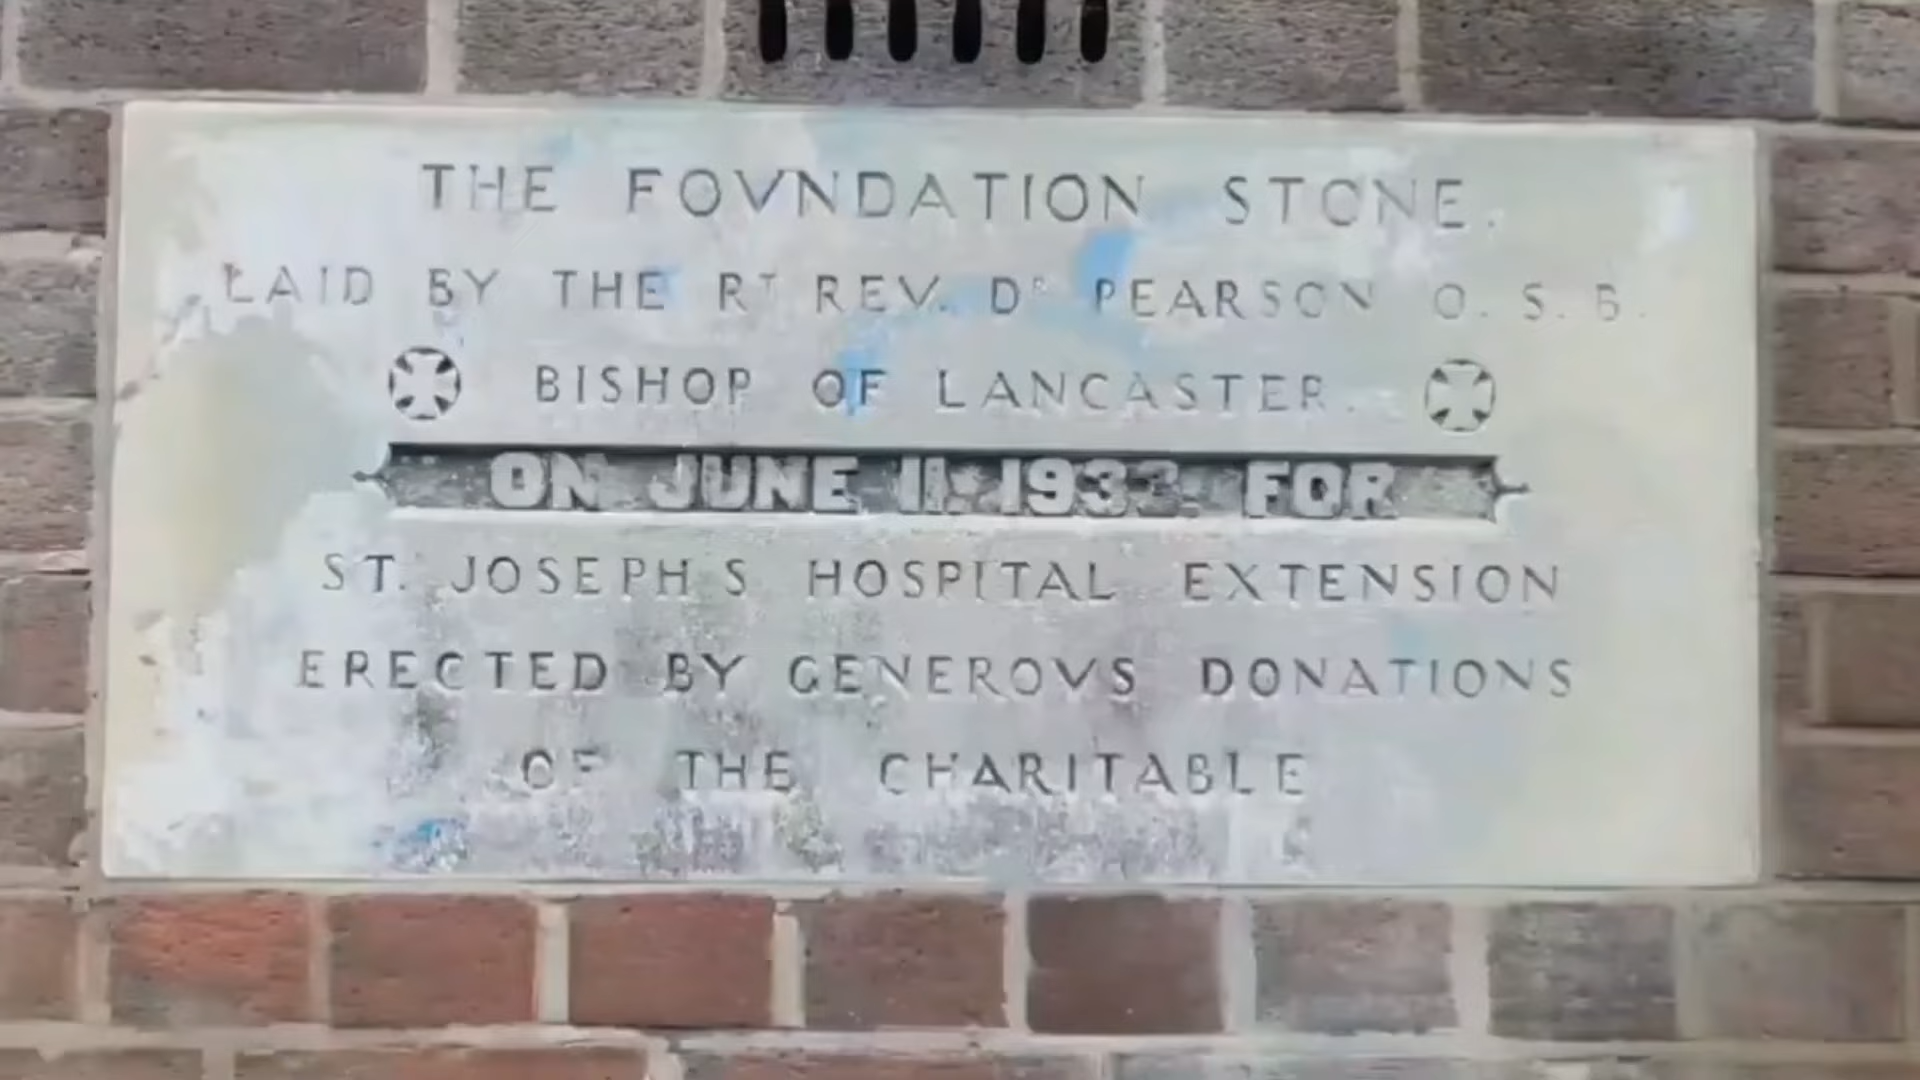 THE FOVNDATION STONE.
LAID BY THE RT REV. DR PEARSON O.S.B.
BISHOP OF LANCASTER.
ON JUNE 11. 1933. FOR
ST. JOSEPH'S HOSPITAL EXTENSION
ERECTED BY GENEROVS DONATIONS
OF THE CHARITABLE